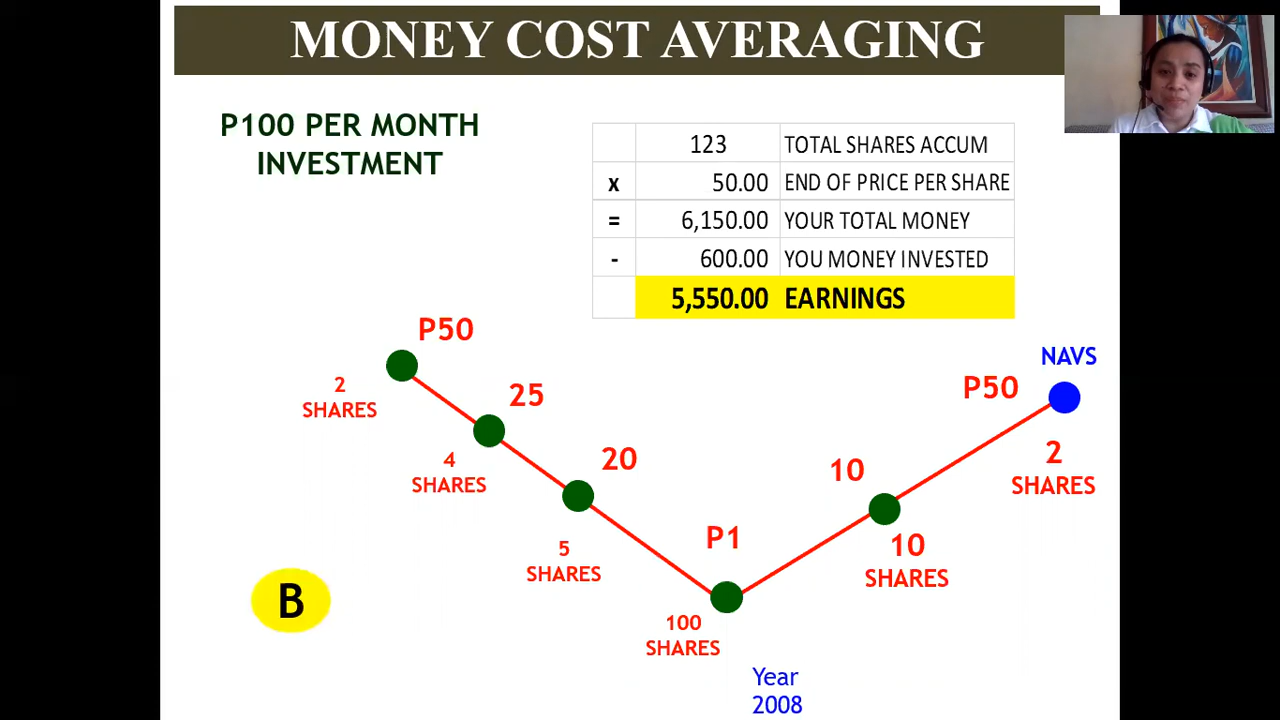 MONEY COST AVERAGING
P100 PER MONTH
INVESTMENT
123 TOTAL SHARES ACCUM
x 50.00 END OF PRICE PER SHARE
= 6,150.00 YOUR TOTAL MONEY
- 600.00 YOU MONEY INVESTED
5,550.00 EARNINGS
P50
2
SHARES
25
4
SHARES
20
5
SHARES
P1
100
SHARES
10
10
SHARES
NAVS
P50
2
SHARES
B
Year
2008